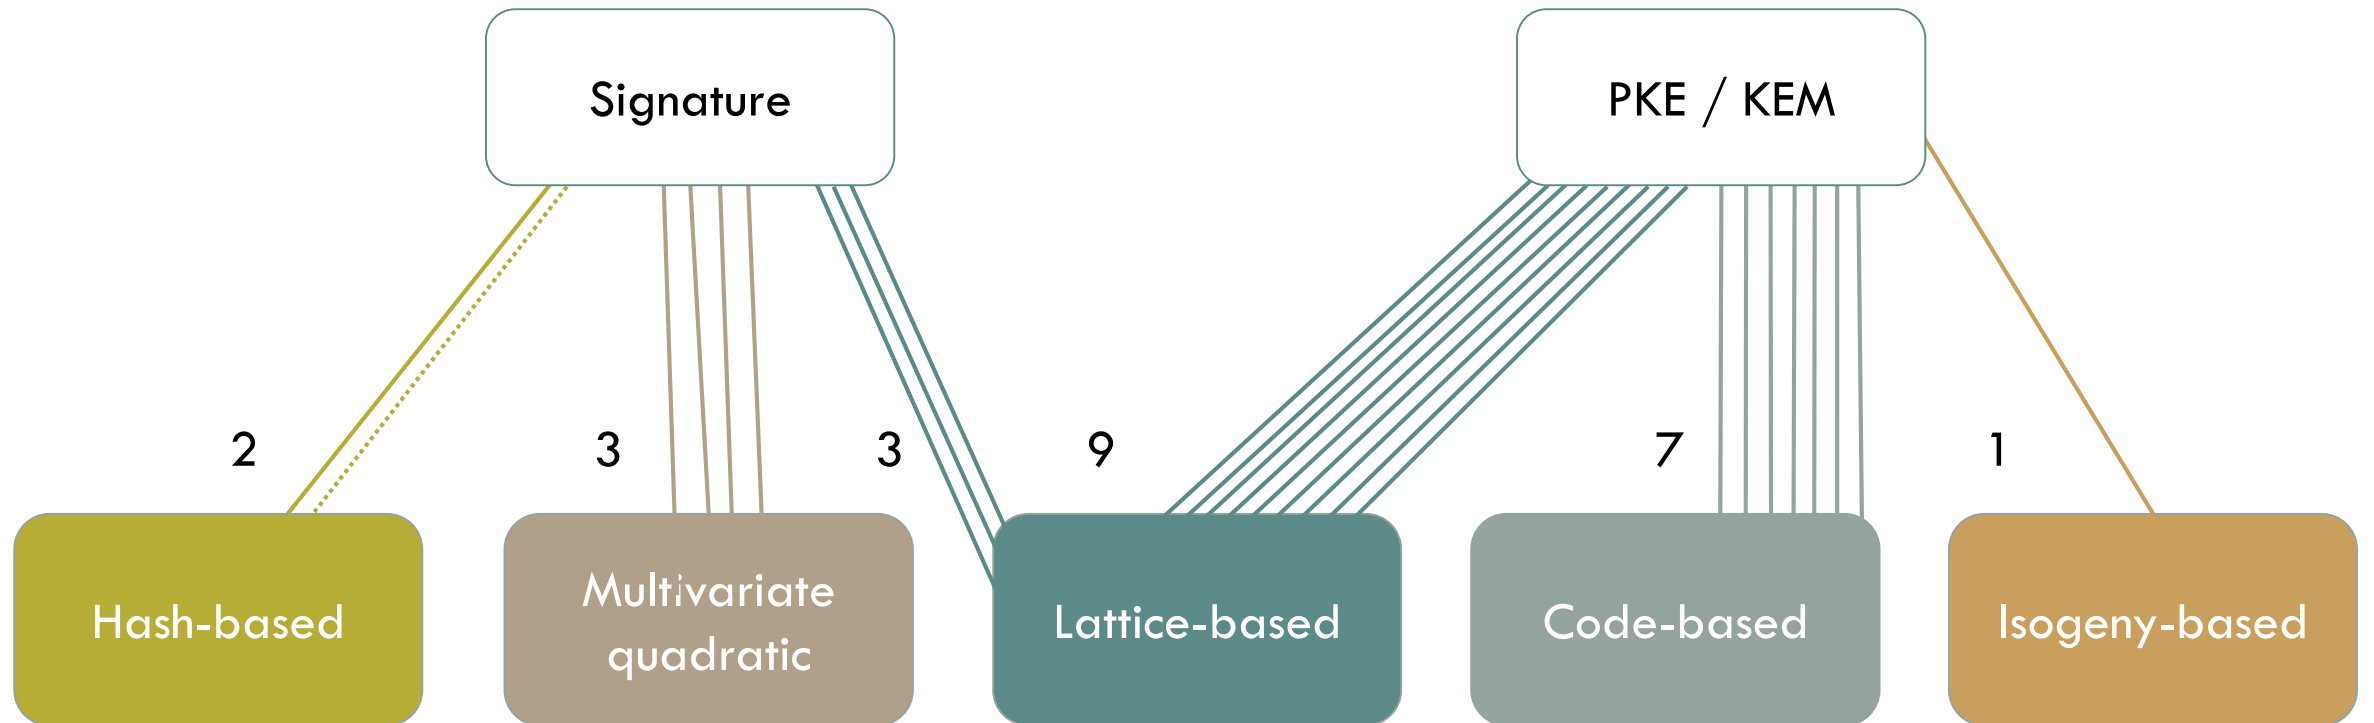 Signature
PKE / KEM
2
3
3
9
7
1
Hash-based
Multivariate
quadratic
Lattice-based
Code-based
Isogeny-based